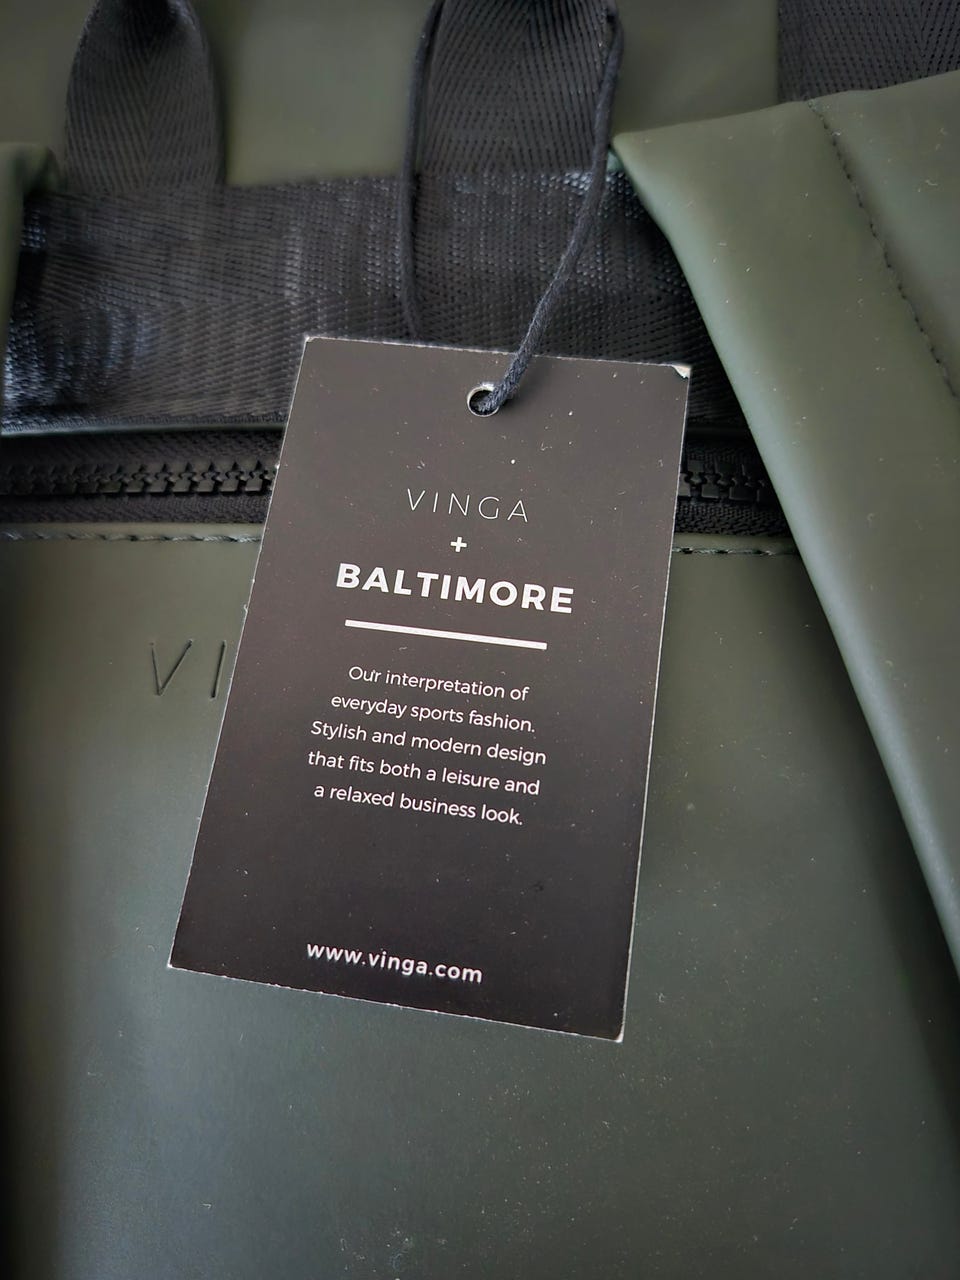 VINGA
+
BALTIMORE
Our interpretation of
everyday sports fashion.
Stylish and modern design
that fits both a leisure and
a relaxed business look.
www.vinga.com
VI